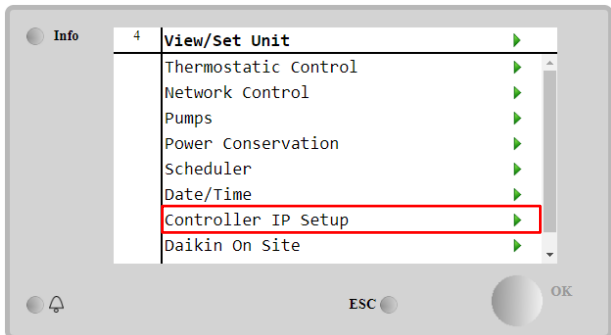 Info
4
View/Set Unit
Thermostatic Control
Network Control
Pumps
Power Conservation
Scheduler
Date/Time
Controller IP Setup
Daikin On Site
ESC
OK